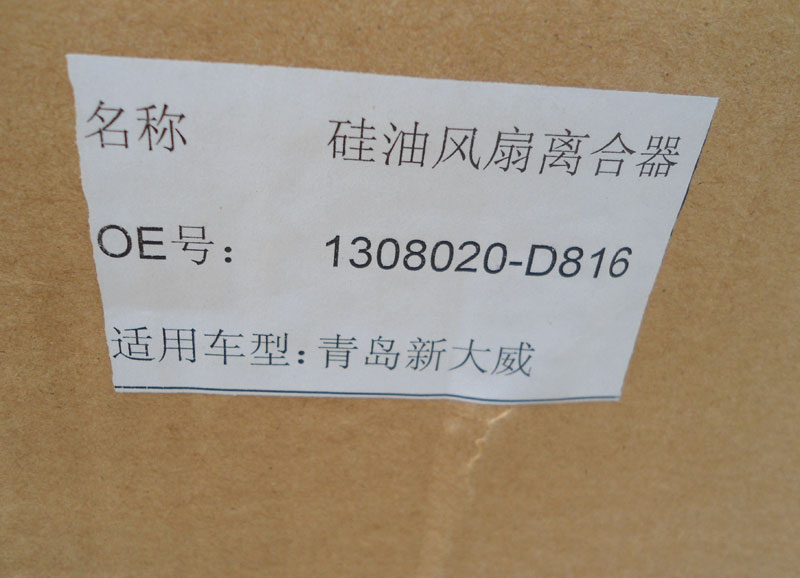 名称 硅油风扇离合器
OE号： 1308020-D816
适用车型：青岛新大威